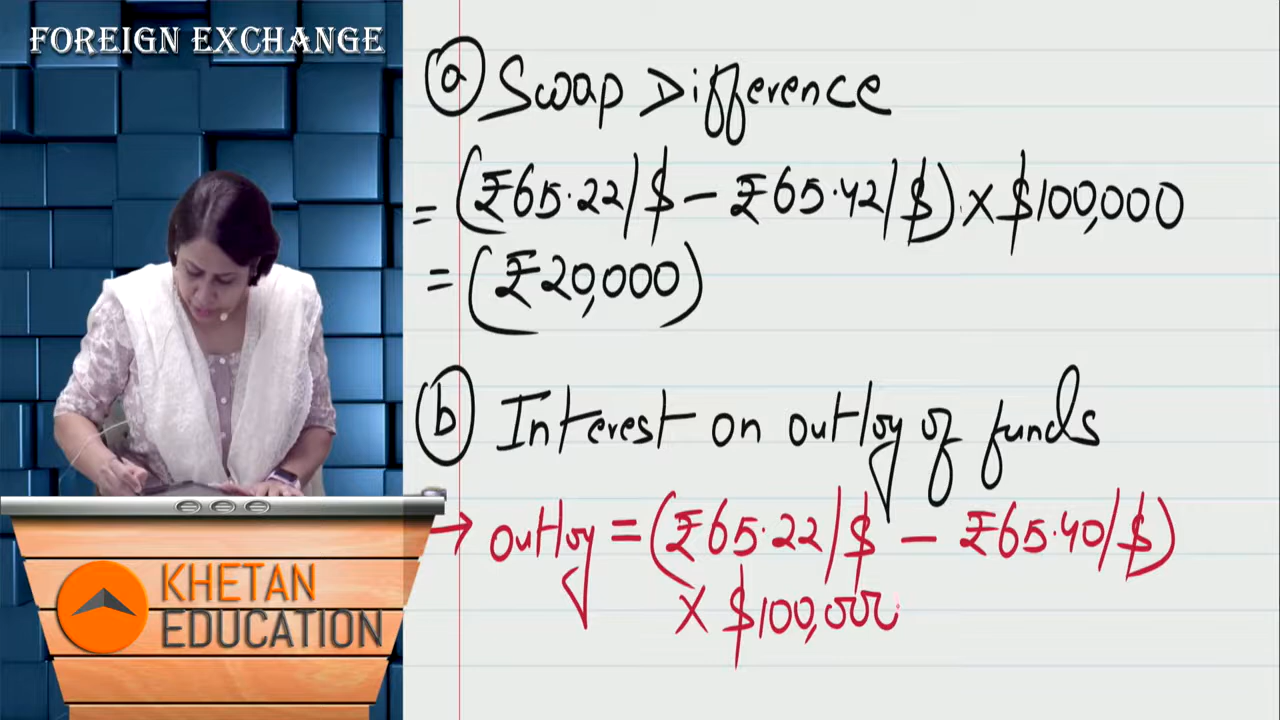 FOREIGN EXCHANGE
ⓐ Swap Difference
= (₹65.22/$ – ₹65.42/$) × $100,000
= (₹20,000)
ⓑ Interest on outlay of funds
→ outlay = (₹65.22/$ – ₹65.40/$)
× $100,000
KHETAN
EDUCATION